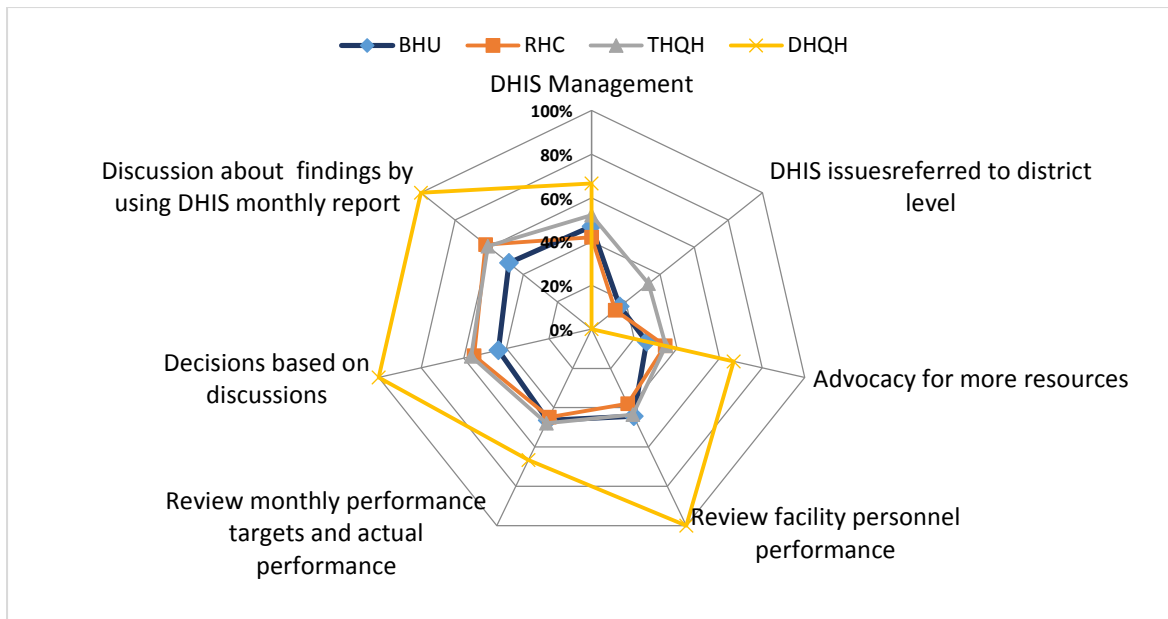 BHU RHC THQH DHQH
DHIS Management
100%
80%
60%
40%
20%
0%
DHIS issuesreferred to district
level
Advocacy for more resources
Review facility personnel
performance
Review monthly performance
targets and actual
performance
Decisions based on
discussions
Discussion about findings by
using DHIS monthly report